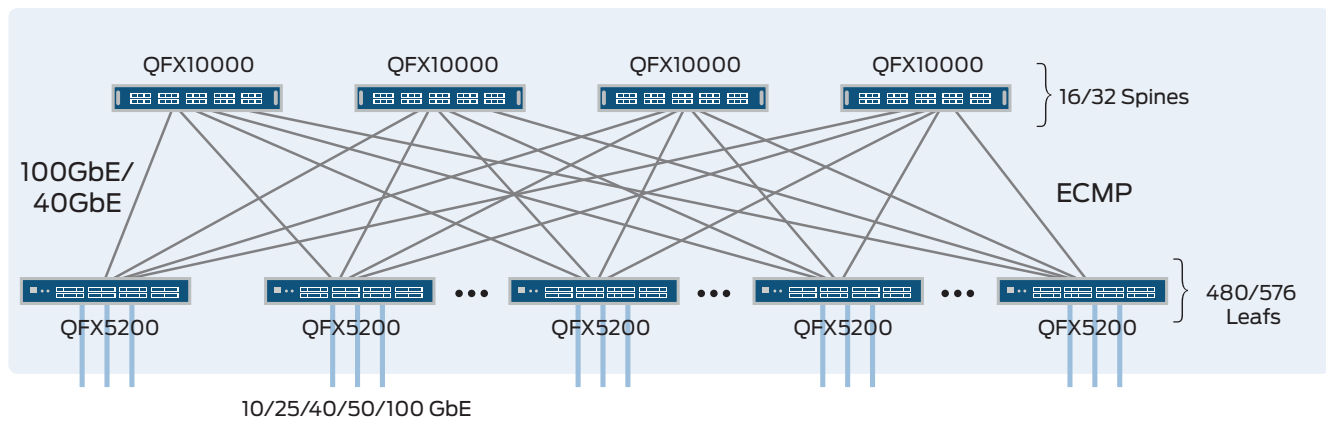 QFX10000 QFX10000 QFX10000 QFX10000
16/32 Spines
100GbE/
40GbE
ECMP
480/576
Leafs
QFX5200 QFX5200 QFX5200 QFX5200 QFX5200
10/25/40/50/100 GbE